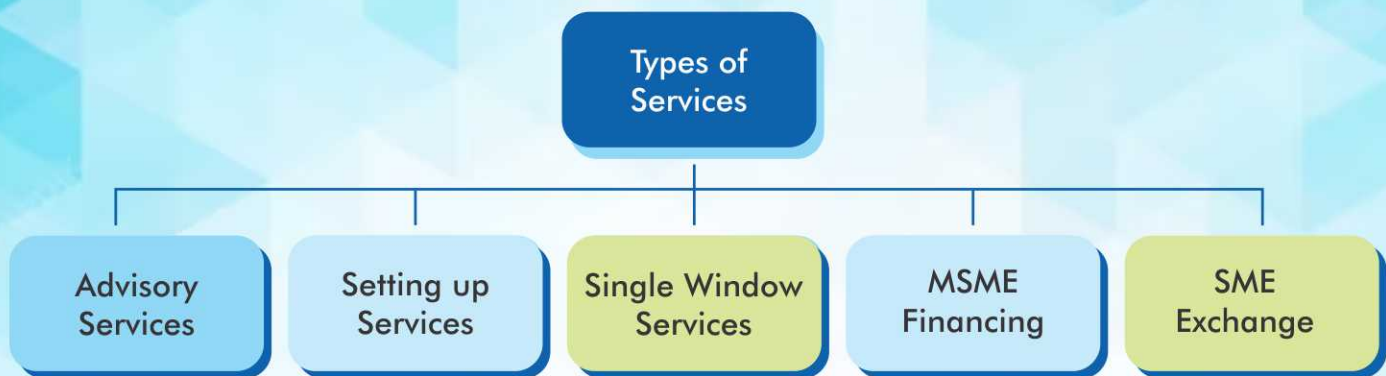 Types of
Services
Advisory
Services
Setting up
Services
Single Window
Services
MSME
Financing
SME
Exchange